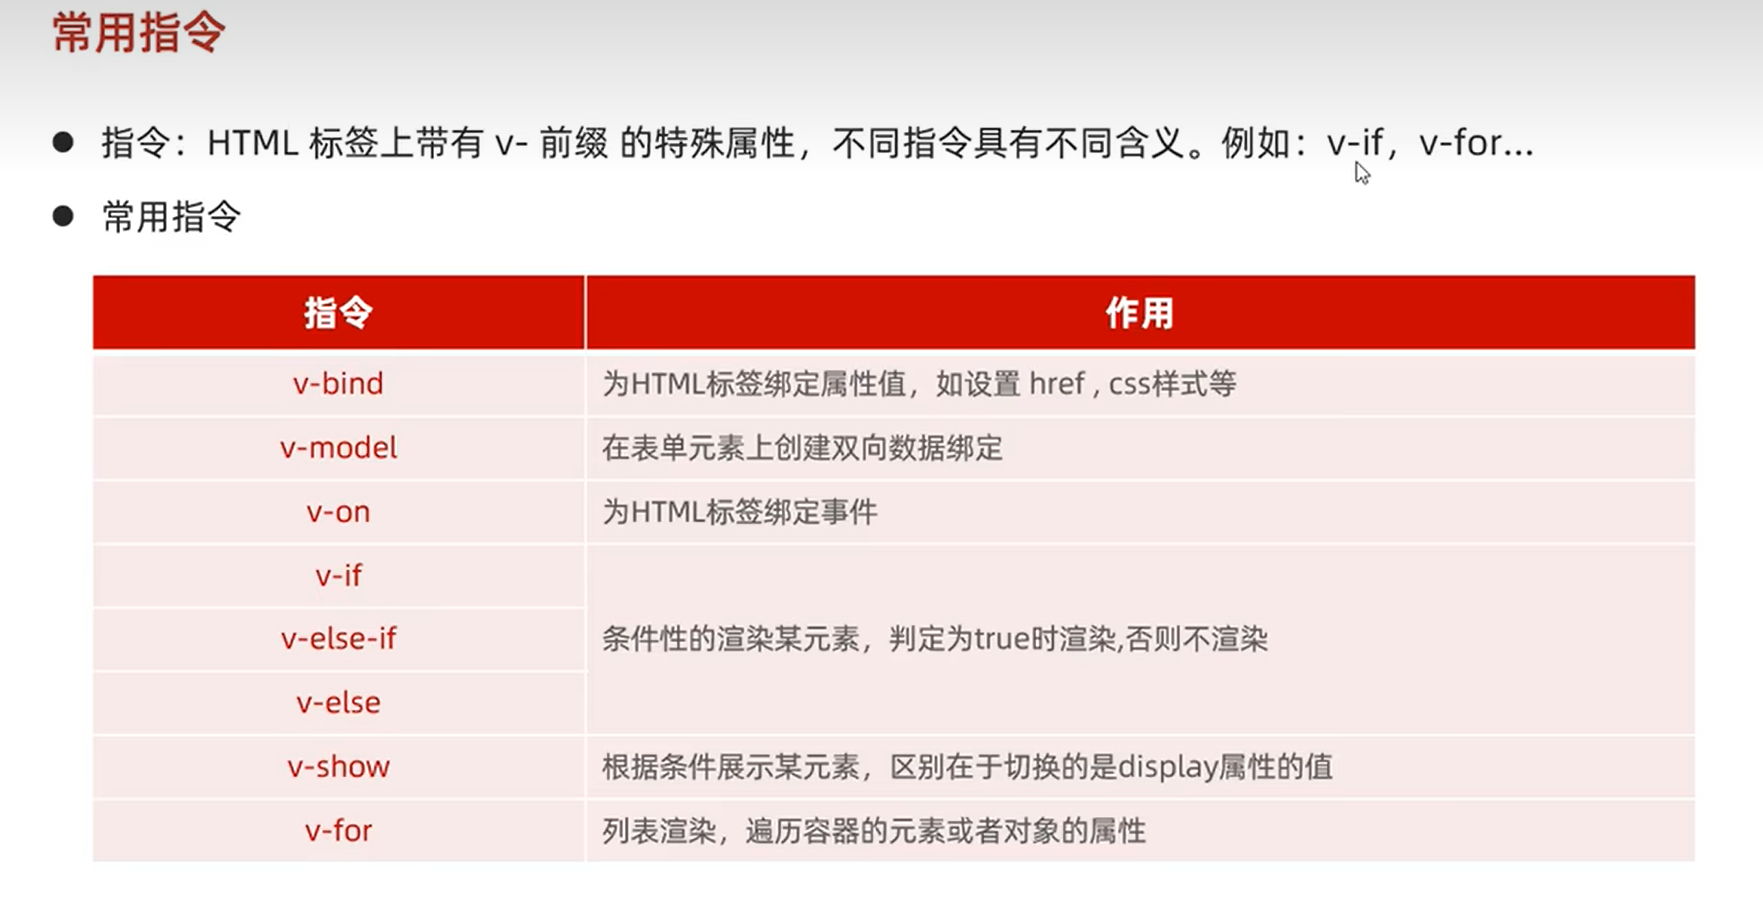 常用指令
指令：HTML 标签上带有 v- 前缀 的特殊属性，不同指令具有不同含义。例如：v-if，v-for...
常用指令
指令 作用
v-bind 为HTML标签绑定属性值，如设置 href , css样式等
v-model 在表单元素上创建双向数据绑定
v-on 为HTML标签绑定事件
v-if
v-else-if 条件性的渲染某元素，判定为true时渲染,否则不渲染
v-else
v-show 根据条件展示某元素，区别在于切换的是display属性的值
v-for 列表渲染，遍历容器的元素或者对象的属性